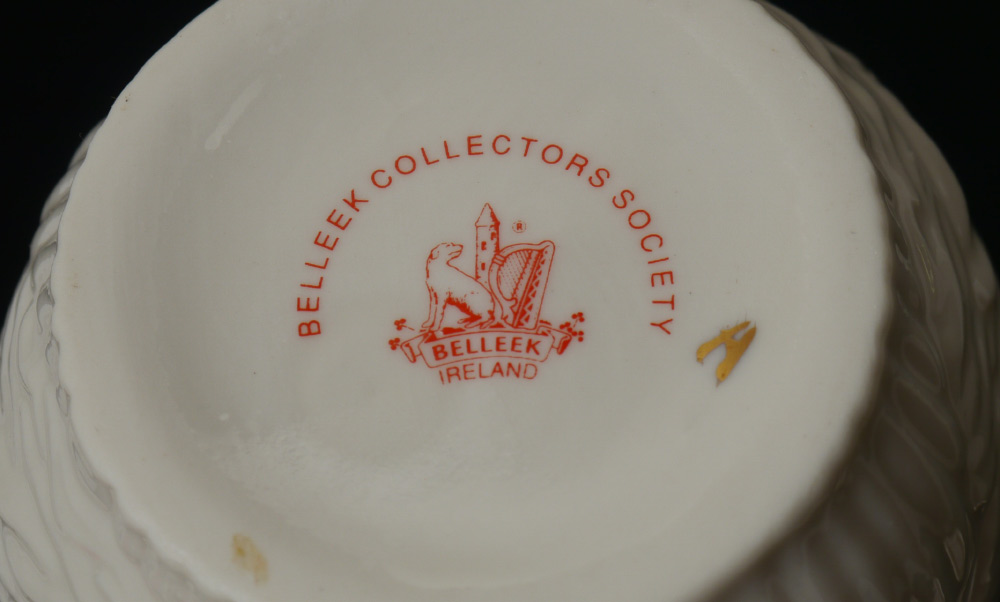 BELLEEK COLLECTORS SOCIETY
®
BELLEEK
IRELAND